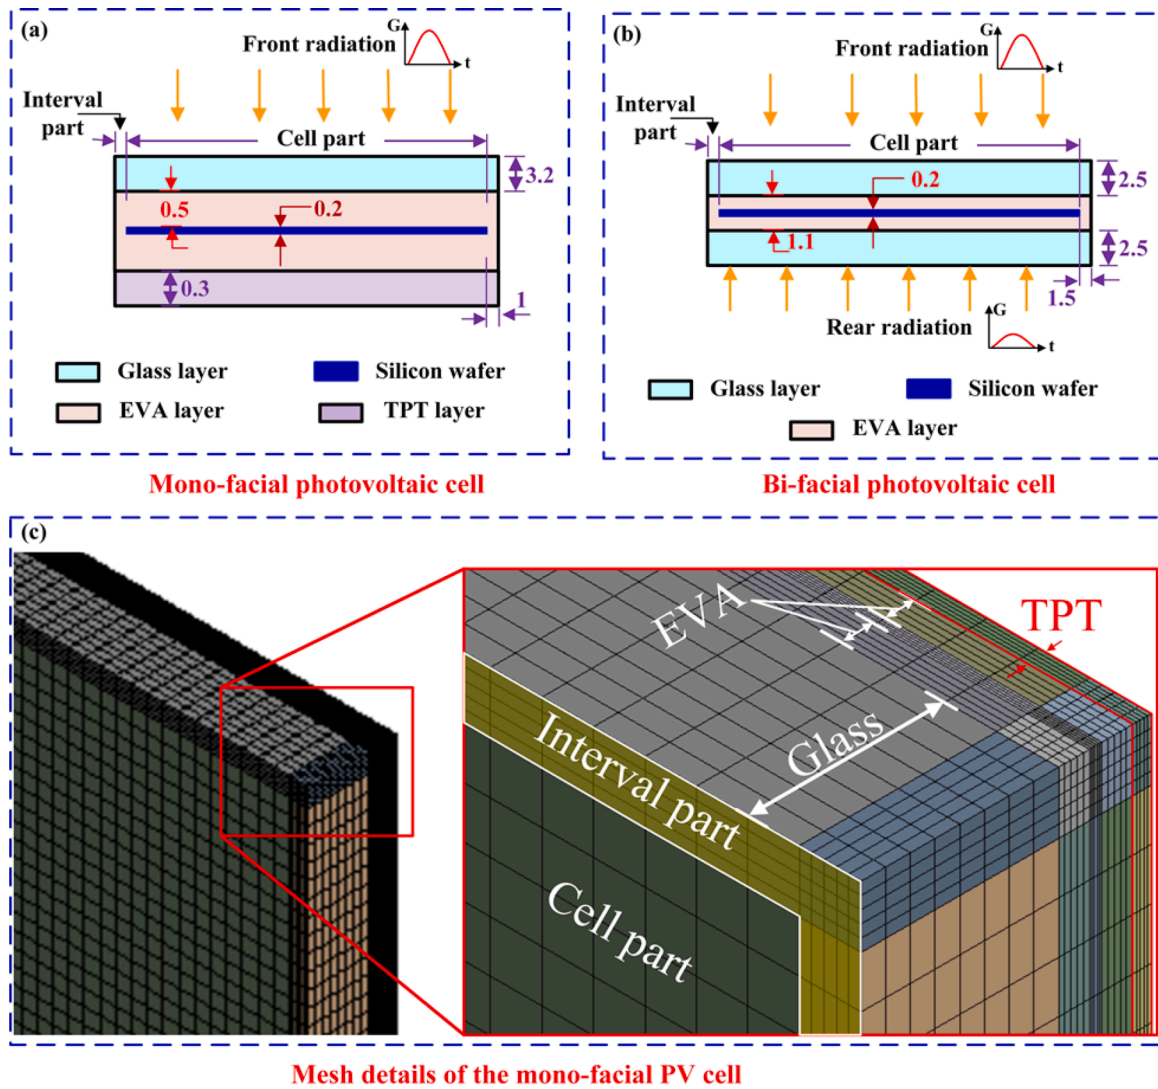 (a)
Front radiation
G
t
Interval
part
Cell part
3.2
0.5
0.2
0.3
1
Glass layer
Silicon wafer
EVA layer
TPT layer
Mono-facial photovoltaic cell
(b)
Front radiation
G
t
Interval
part
Cell part
2.5
0.2
1.1
2.5
1.5
Rear radiation
G
t
Glass layer
Silicon wafer
EVA layer
Bi-facial photovoltaic cell
(c)
EVA
TPT
Glass
Interval part
Cell part
Mesh details of the mono-facial PV cell